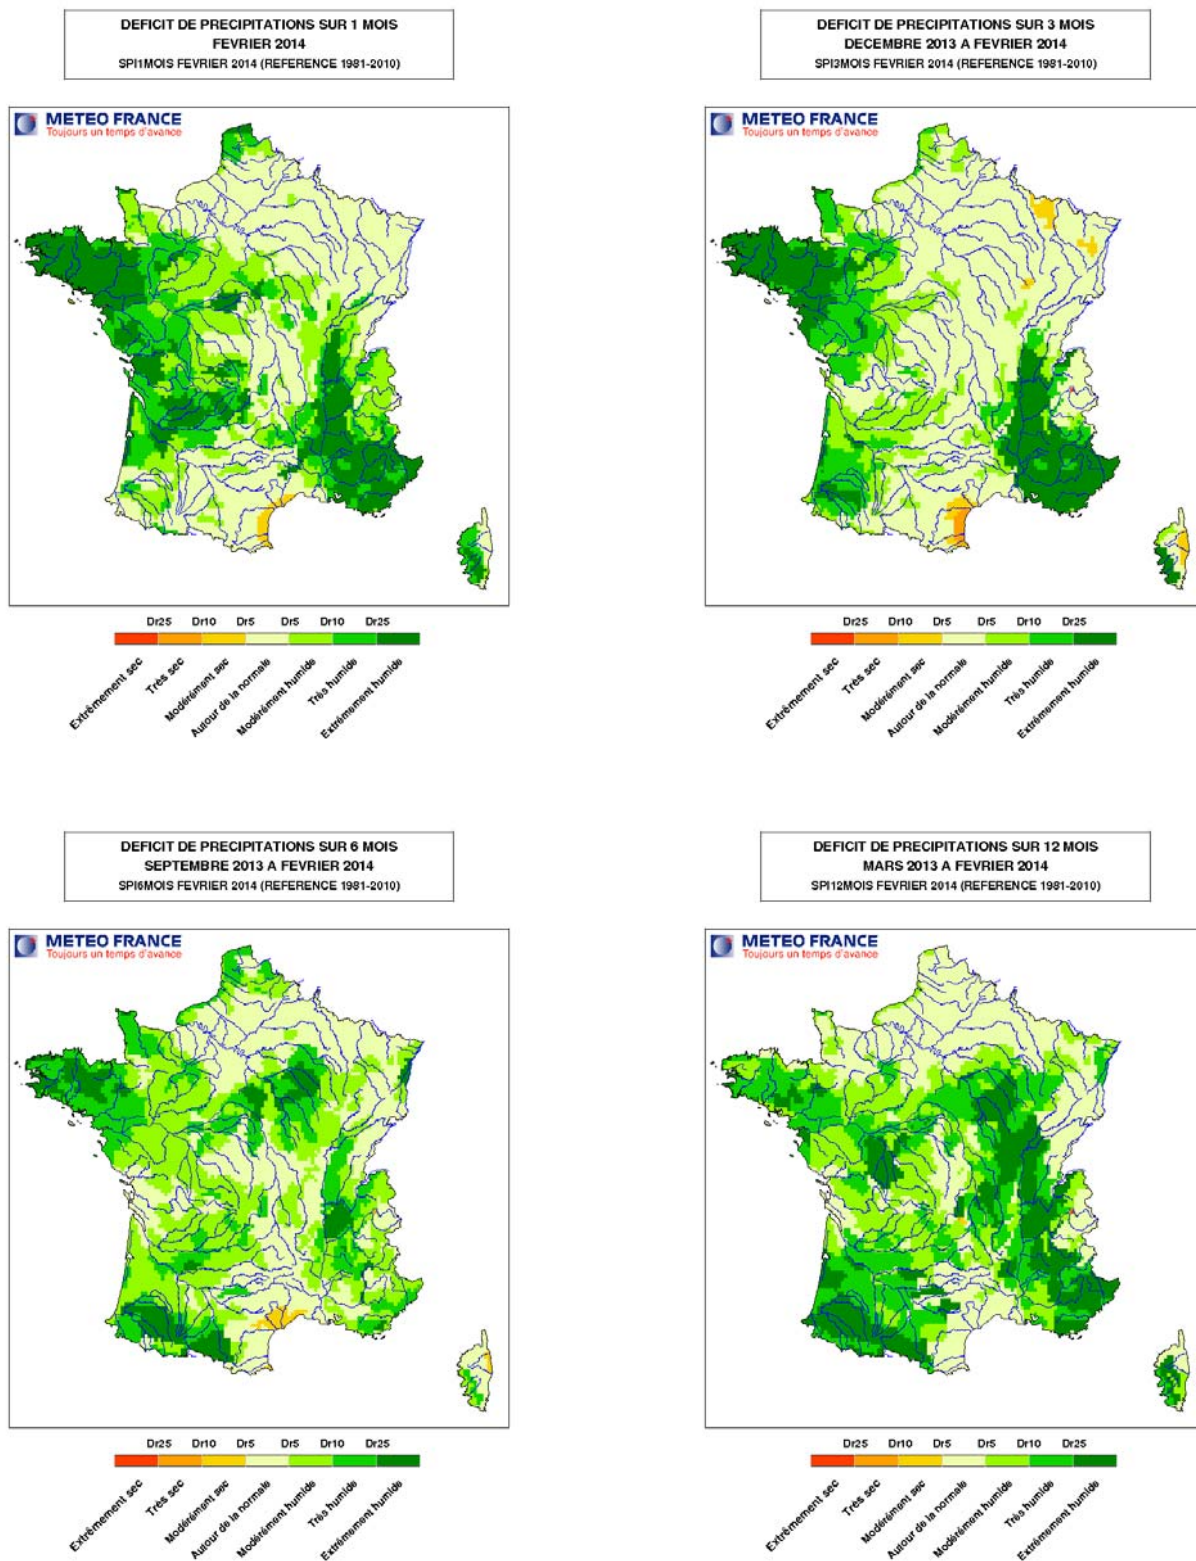 DEFICIT DE PRECIPITATIONS SUR 1 MOIS
FEVRIER 2014
SPI1MOIS FEVRIER 2014 (REFERENCE 1981-2010)
METEO FRANCE
Toujours un temps d'avance
Dr25 Dr10 Dr5 Dr5 Dr10 Dr25
Extrêmement sec
Très sec
Modérément sec
Autour de la normale
Modérément humide
Très humide
Extrêmement humide
DEFICIT DE PRECIPITATIONS SUR 3 MOIS
DECEMBRE 2013 A FEVRIER 2014
SPI3MOIS FEVRIER 2014 (REFERENCE 1981-2010)
METEO FRANCE
Toujours un temps d'avance
Dr25 Dr10 Dr5 Dr5 Dr10 Dr25
Extrêmement sec
Très sec
Modérément sec
Autour de la normale
Modérément humide
Très humide
Extrêmement humide
DEFICIT DE PRECIPITATIONS SUR 6 MOIS
SEPTEMBRE 2013 A FEVRIER 2014
SPI6MOIS FEVRIER 2014 (REFERENCE 1981-2010)
METEO FRANCE
Toujours un temps d'avance
Dr25 Dr10 Dr5 Dr5 Dr10 Dr25
Extrêmement sec
Très sec
Modérément sec
Autour de la normale
Modérément humide
Très humide
Extrêmement humide
DEFICIT DE PRECIPITATIONS SUR 12 MOIS
MARS 2013 A FEVRIER 2014
SPI12MOIS FEVRIER 2014 (REFERENCE 1981-2010)
METEO FRANCE
Toujours un temps d'avance
Dr25 Dr10 Dr5 Dr5 Dr10 Dr25
Extrêmement sec
Très sec
Modérément sec
Autour de la normale
Modérément humide
Très humide
Extrêmement humide